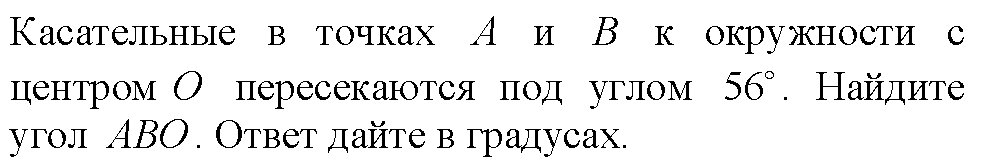 Касательные в точках A и B к окружности с
центром O пересекаются под углом 56°. Найдите
угол ABO. Ответ дайте в градусах.